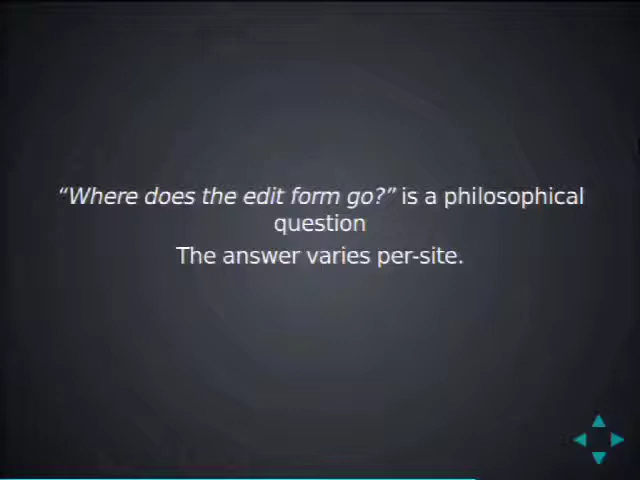 “Where does the edit form go?” is a philosophical
question
The answer varies per-site.